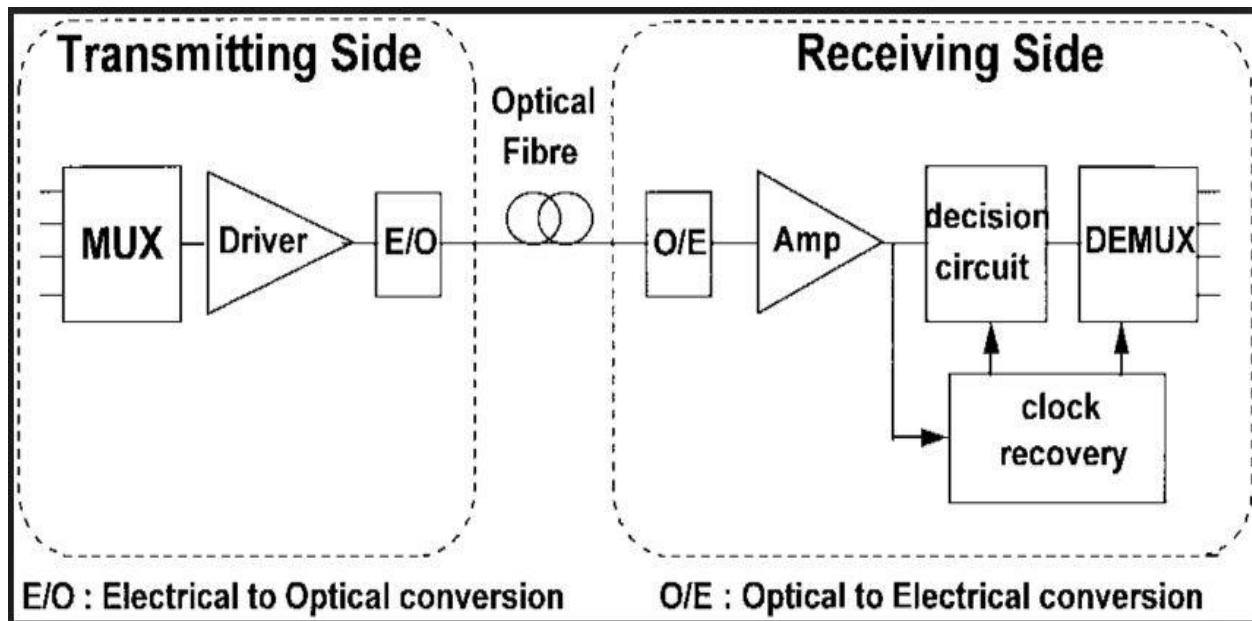 Transmitting Side
Receiving Side
Optical
Fibre
MUX
Driver
E/O
O/E
Amp
decision
circuit
DEMUX
clock
recovery
E/O : Electrical to Optical conversion
O/E : Optical to Electrical conversion